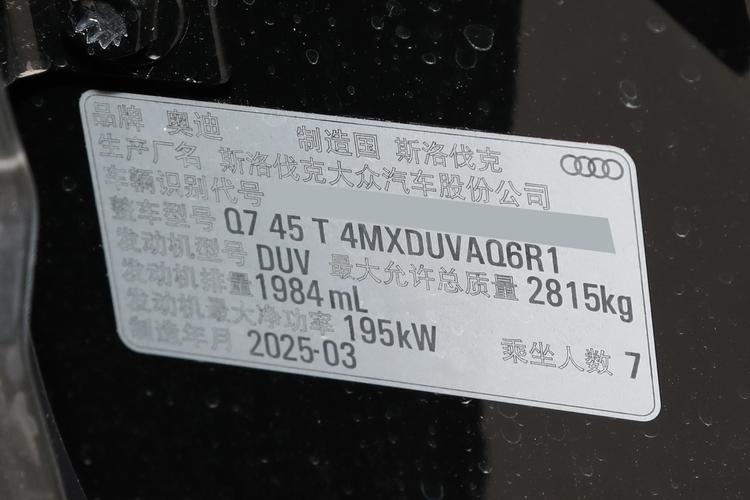 品牌 奥迪 制造国 斯洛伐克
生产厂名 斯洛伐克大众汽车股份公司
车辆识别代号
整车型号 Q7 45 T 4MXDUVAQ6R1
发动机型号 DUV 最大允许总质量 2815kg
发动机排量 1984 mL
发动机最大净功率 195kW
制造年月 2025-03 乘坐人数 7